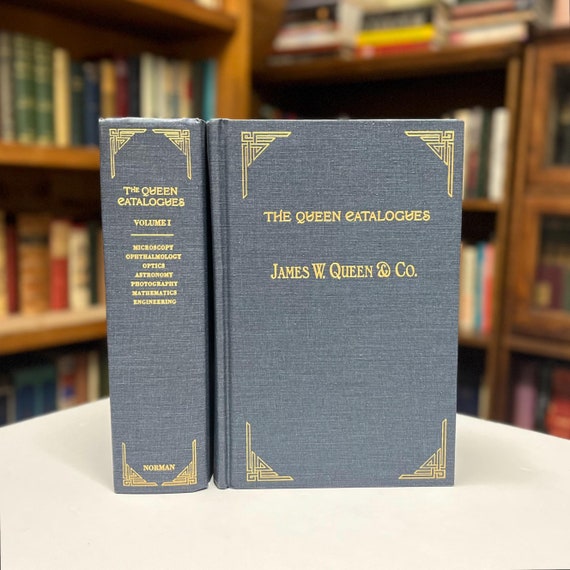 THE QUEEN
CATALOGUES
VOLUME I
MICROSCOPY
OPHTHALMOLOGY
OPTICS
ASTRONOMY
PHOTOGRAPHY
MATHEMATICS
ENGINEERING
NORMAN
THE QUEEN CATALOGUES
JAMES W. QUEEN & CO.